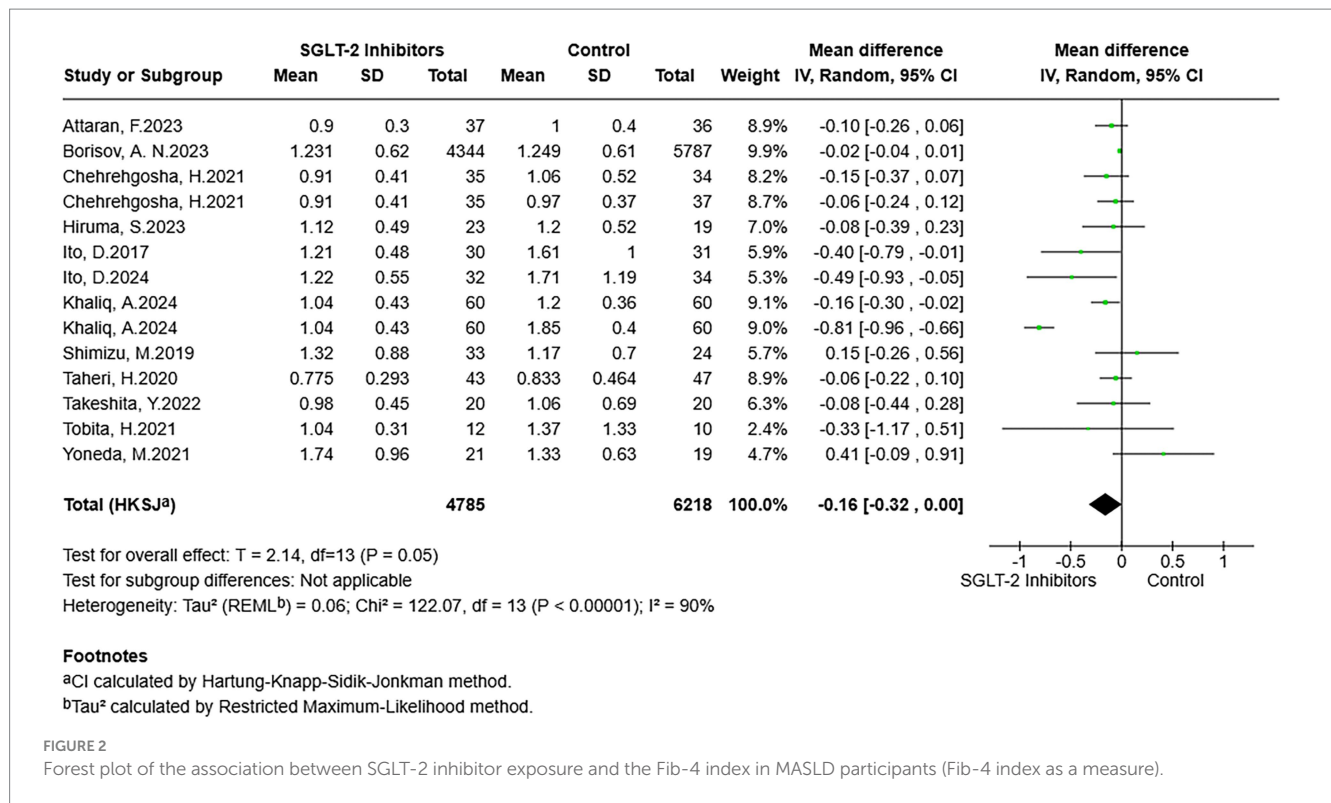 SGLT-2 Inhibitors Control Mean difference Mean difference
Study or Subgroup Mean SD Total Mean SD Total Weight IV, Random, 95% CI IV, Random, 95% CI
Attaran, F.2023 0.9 0.3 37 1 0.4 36 8.9% -0.10 [-0.26 , 0.06]
Borisov, A. N.2023 1.231 0.62 4344 1.249 0.61 5787 9.9% -0.02 [-0.04 , 0.01]
Chehrehgosha, H.2021 0.91 0.41 35 1.06 0.52 34 8.2% -0.15 [-0.37 , 0.07]
Chehrehgosha, H.2021 0.91 0.41 35 0.97 0.37 37 8.7% -0.06 [-0.24 , 0.12]
Hiruma, S.2023 1.12 0.49 23 1.2 0.52 19 7.0% -0.08 [-0.39 , 0.23]
Ito, D.2017 1.21 0.48 30 1.61 1 31 5.9% -0.40 [-0.79 , -0.01]
Ito, D.2024 1.22 0.55 32 1.71 1.19 34 5.3% -0.49 [-0.93 , -0.05]
Khaliq, A.2024 1.04 0.43 60 1.2 0.36 60 9.1% -0.16 [-0.30 , -0.02]
Khaliq, A.2024 1.04 0.43 60 1.85 0.4 60 9.0% -0.81 [-0.96 , -0.66]
Shimizu, M.2019 1.32 0.88 33 1.17 0.7 24 5.7% 0.15 [-0.26 , 0.56]
Taheri, H.2020 0.775 0.293 43 0.833 0.464 47 8.9% -0.06 [-0.22 , 0.10]
Takeshita, Y.2022 0.98 0.45 20 1.06 0.69 20 6.3% -0.08 [-0.44 , 0.28]
Tobita, H.2021 1.04 0.31 12 1.37 1.33 10 2.4% -0.33 [-1.17 , 0.51]
Yoneda, M.2021 1.74 0.96 21 1.33 0.63 19 4.7% 0.41 [-0.09 , 0.91]
Total (HKSJᵃ) 4785 6218 100.0% -0.16 [-0.32 , 0.00]
Test for overall effect: T = 2.14, df=13 (P = 0.05)
Test for subgroup differences: Not applicable
Heterogeneity: Tau² (REMLᵇ) = 0.06; Chi² = 122.07, df = 13 (P < 0.00001); I² = 90%
-1 -0.5 0 0.5 1
SGLT-2 Inhibitors Control
Footnotes
ᵃCI calculated by Hartung-Knapp-Sidik-Jonkman method.
ᵇTau² calculated by Restricted Maximum-Likelihood method.
FIGURE 2
Forest plot of the association between SGLT-2 inhibitor exposure and the Fib-4 index in MASLD participants (Fib-4 index as a measure).